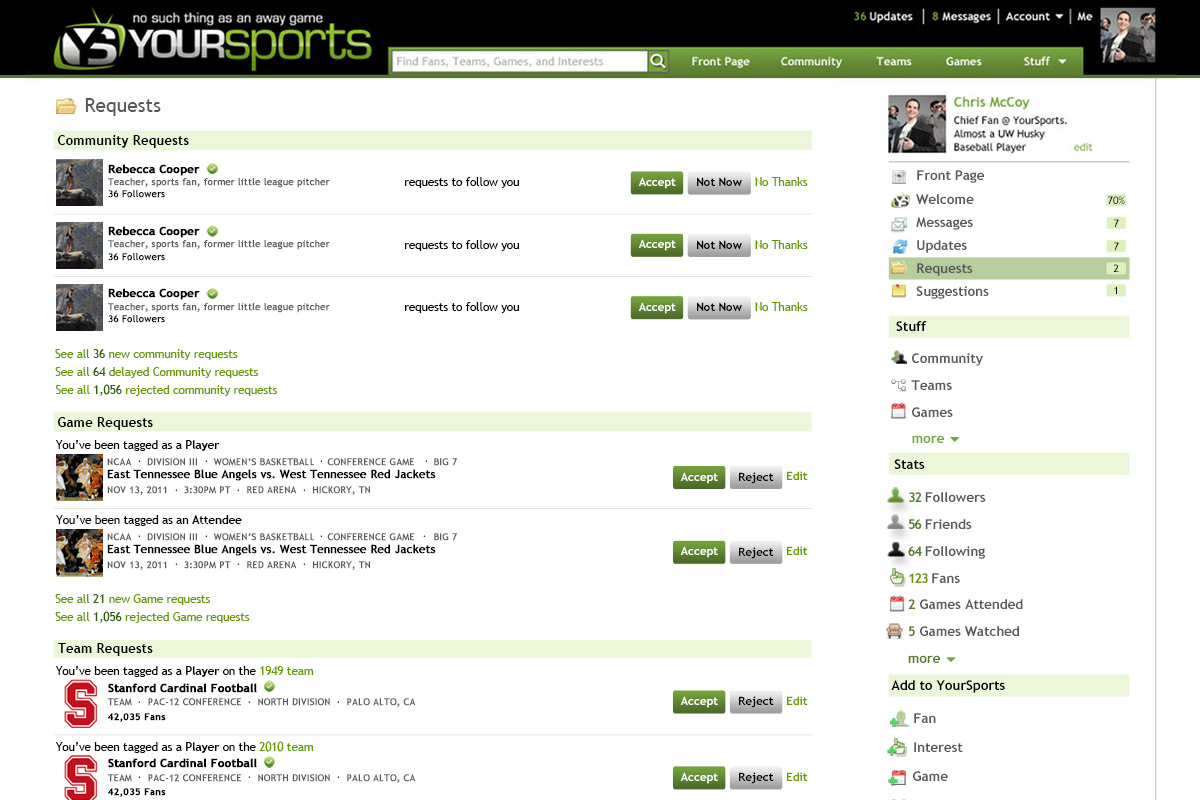 no such thing as an away game
YOURSPORTS
36 Updates | 8 Messages | Account | Me
Find Fans, Teams, Games, and Interests
Front Page Community Teams Games Stuff
Requests
Community Requests
Rebecca Cooper
Teacher, sports fan, former little league pitcher
36 Followers
requests to follow you
Accept Not Now No Thanks
Rebecca Cooper
Teacher, sports fan, former little league pitcher
36 Followers
requests to follow you
Accept Not Now No Thanks
Rebecca Cooper
Teacher, sports fan, former little league pitcher
36 Followers
requests to follow you
Accept Not Now No Thanks
See all 36 new community requests
See all 64 delayed Community requests
See all 1,056 rejected community requests
Game Requests
You've been tagged as a Player
NCAA · DIVISION III · WOMEN'S BASKETBALL · CONFERENCE GAME · BIG 7
East Tennessee Blue Angels vs. West Tennessee Red Jackets
NOV 13, 2011 · 3:30PM PT · RED ARENA · HICKORY, TN
Accept Reject Edit
You've been tagged as an Attendee
NCAA · DIVISION III · WOMEN'S BASKETBALL · CONFERENCE GAME · BIG 7
East Tennessee Blue Angels vs. West Tennessee Red Jackets
NOV 13, 2011 · 3:30PM PT · RED ARENA · HICKORY, TN
Accept Reject Edit
See all 21 new Game requests
See all 1,056 rejected Game requests
Team Requests
You've been tagged as a Player on the 1949 team
S
Stanford Cardinal Football
TEAM · PAC-12 CONFERENCE · NORTH DIVISION · PALO ALTO, CA
42,035 Fans
Accept Reject Edit
You've been tagged as a Player on the 2010 team
S
Stanford Cardinal Football
TEAM · PAC-12 CONFERENCE · NORTH DIVISION · PALO ALTO, CA
42,035 Fans
Accept Reject Edit
Chris McCoy
Chief Fan @ YourSports.
Almost a UW Husky
Baseball Player
edit
Front Page
Welcome 70%
Messages 7
Updates 7
Requests 2
Suggestions 1
Stuff
Community
Teams
Games
more
Stats
32 Followers
56 Friends
64 Following
123 Fans
2 Games Attended
5 Games Watched
more
Add to YourSports
Fan
Interest
Game